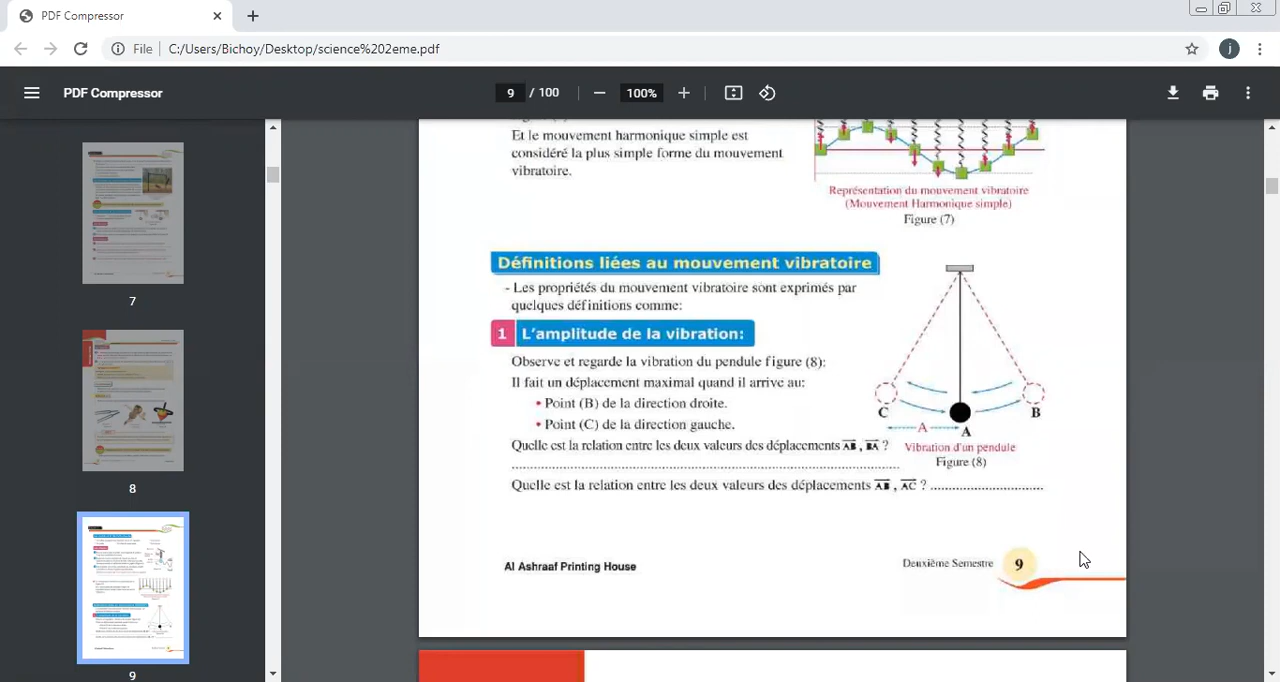 PDF Compressor
File
C:/Users/Bichoy/Desktop/science%202eme.pdf
j
PDF Compressor
9 / 100
100%
7
8
9
Et le mouvement harmonique simple est
considéré la plus simple forme du mouvement
vibratoire.
Représentation du mouvement vibratoire
(Mouvement Harmonique simple)
Figure (7)
Définitions liées au mouvement vibratoire
- Les propriétés du mouvement vibratoire sont exprimés par
quelques définitions comme:
1 L'amplitude de la vibration:
Observe et regarde la vibration du pendule figure (8):
Il fait un déplacement maximal quand il arrive au:
• Point (B) de la direction droite.
• Point (C) de la direction gauche.
Quelle est la relation entre les deux valeurs des déplacements AB, BA ?
Quelle est la relation entre les deux valeurs des déplacements AB, AC ?
C
B
A
A
Vibration d'un pendule
Figure (8)
Al Ashraaf Printing House
Deuxième Semestre 9